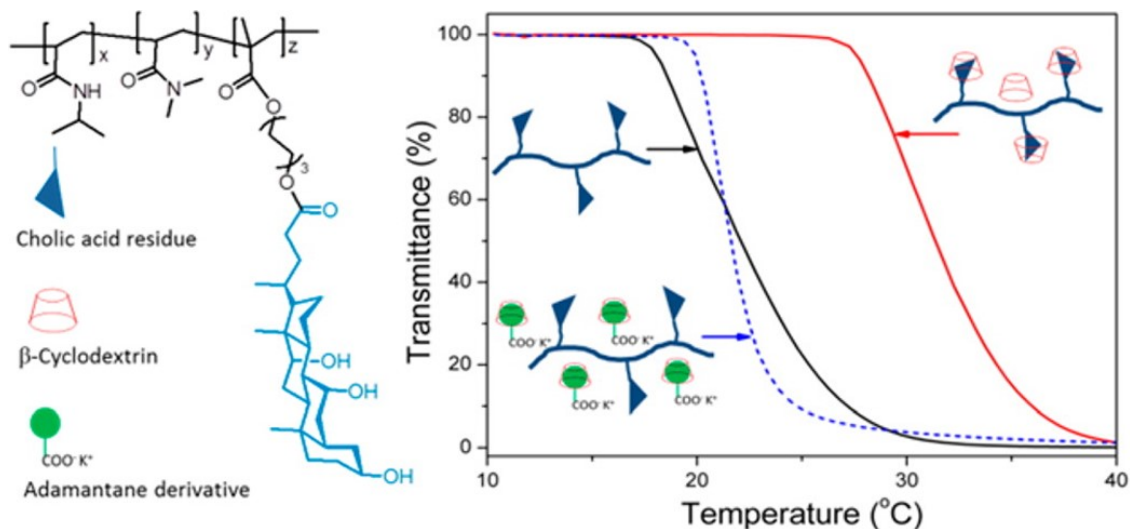 x
y
z
O
NH
O
N
O
O
3
O
O
OH
OH
OH
Cholic acid residue
β-Cyclodextrin
COO⁻ K⁺
Adamantane derivative
Transmittance (%)
100
80
60
40
20
0
COO⁻ K⁺
COO⁻ K⁺
COO⁻ K⁺
COO⁻ K⁺
10
20
30
40
Temperature (°C)